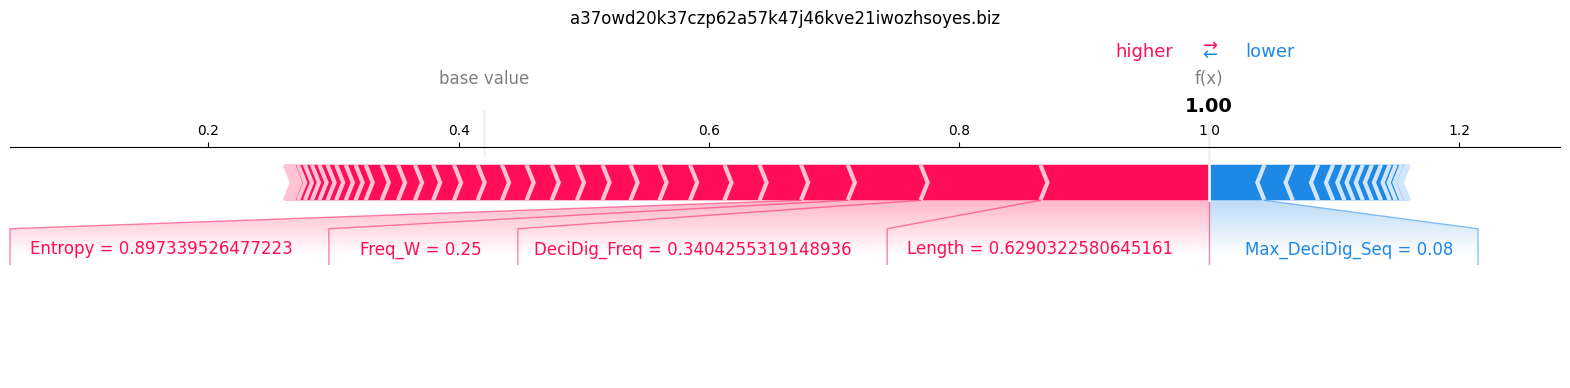 a37owd20k37czp62a57k47j46kve21iwozhsoyes.biz
higher → ← lower
base value f(x)
1.00
0.2 0.4 0.6 0.8 1.0 1.2
Entropy = 0.897339526477223 Freq_W = 0.25 DeciDig_Freq = 0.3404255319148936 Length = 0.6290322580645161 Max_DeciDig_Seq = 0.08